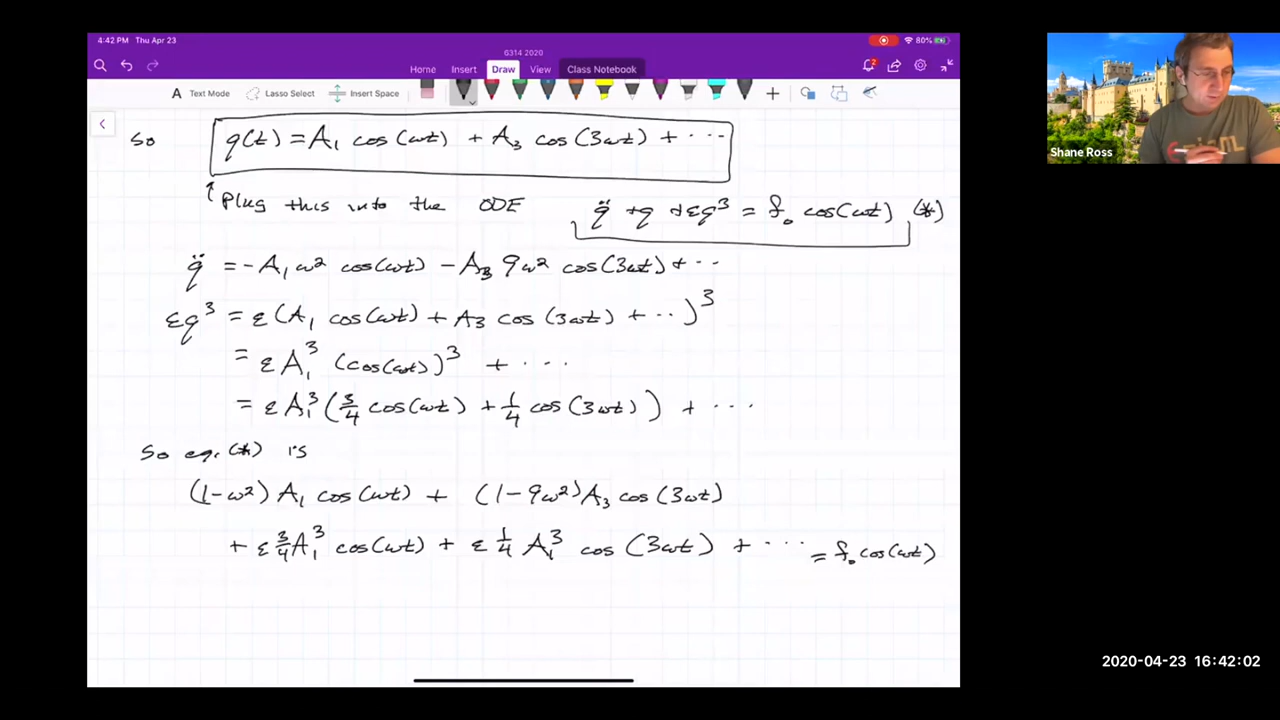 4:42 PM Thu Apr 23
80%
6314 2020
Home Insert Draw View Class Notebook
2
Text Mode Lasso Select Insert Space
So q(t) = A₁ cos(ωt) + A₃ cos(3ωt) + ⋯
↑ Plug this into the ODE q̈ + q + εq³ = f₀ cos(ωt) (*)
q̈ = -A₁ω² cos(ωt) - A₃ 9ω² cos(3ωt) + ⋯
εq³ = ε(A₁ cos(ωt) + A₃ cos(3ωt) + ⋯)³
= εA₁³ (cos(ωt))³ + ⋯
= εA₁³(3/4 cos(ωt) + 1/4 cos(3ωt)) + ⋯
So eq. (*) is
(1-ω²) A₁ cos(ωt) + (1-9ω²)A₃ cos(3ωt)
+ ε 3/4 A₁³ cos(ωt) + ε 1/4 A₁³ cos(3ωt) + ⋯ = f₀ cos(ωt)
Shane Ross
2020-04-23 16:42:02